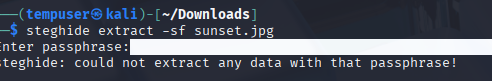 ──(tempuser㉿kali)-[~/Downloads]
─$ steghide extract -sf sunset.jpg
Enter passphrase:
steghide: could not extract any data with that passphrase!